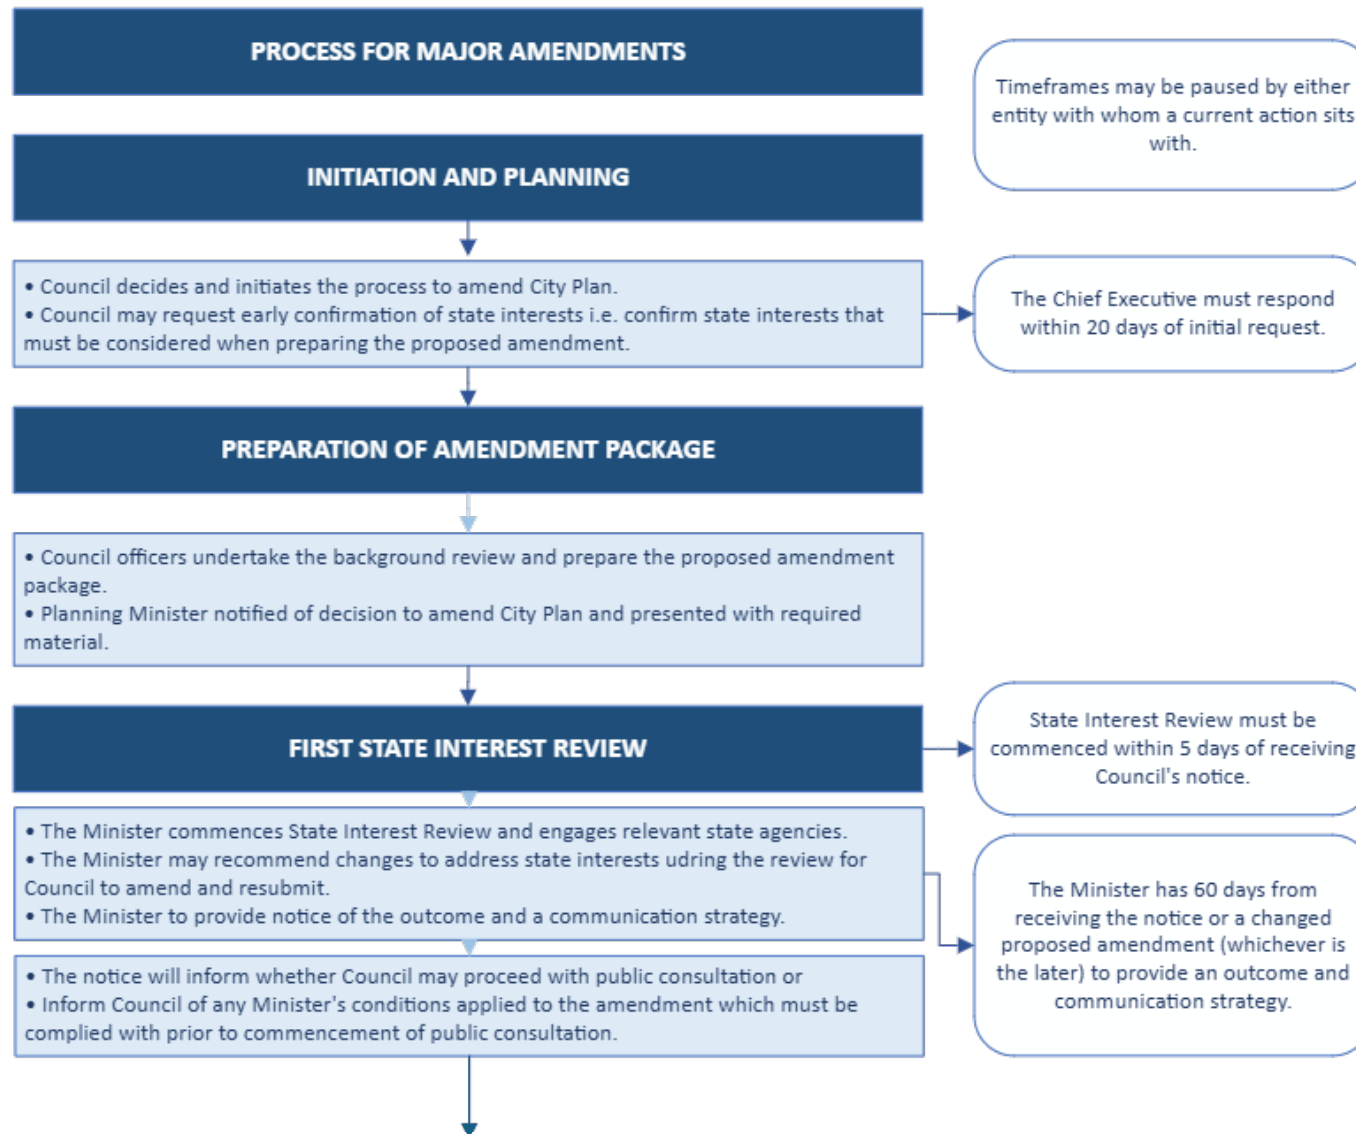 PROCESS FOR MAJOR AMENDMENTS
Timeframes may be paused by either
entity with whom a current action sits
with.
INITIATION AND PLANNING
• Council decides and initiates the process to amend City Plan.
• Council may request early confirmation of state interests i.e. confirm state interests that
must be considered when preparing the proposed amendment.
The Chief Executive must respond
within 20 days of initial request.
PREPARATION OF AMENDMENT PACKAGE
• Council officers undertake the background review and prepare the proposed amendment
package.
• Planning Minister notified of decision to amend City Plan and presented with required
material.
FIRST STATE INTEREST REVIEW
State Interest Review must be
commenced within 5 days of receiving
Council's notice.
• The Minister commences State Interest Review and engages relevant state agencies.
• The Minister may recommend changes to address state interests udring the review for
Council to amend and resubmit.
• The Minister to provide notice of the outcome and a communication strategy.
The Minister has 60 days from
receiving the notice or a changed
proposed amendment (whichever is
the later) to provide an outcome and
communication strategy.
• The notice will inform whether Council may proceed with public consultation or
• Inform Council of any Minister's conditions applied to the amendment which must be
complied with prior to commencement of public consultation.